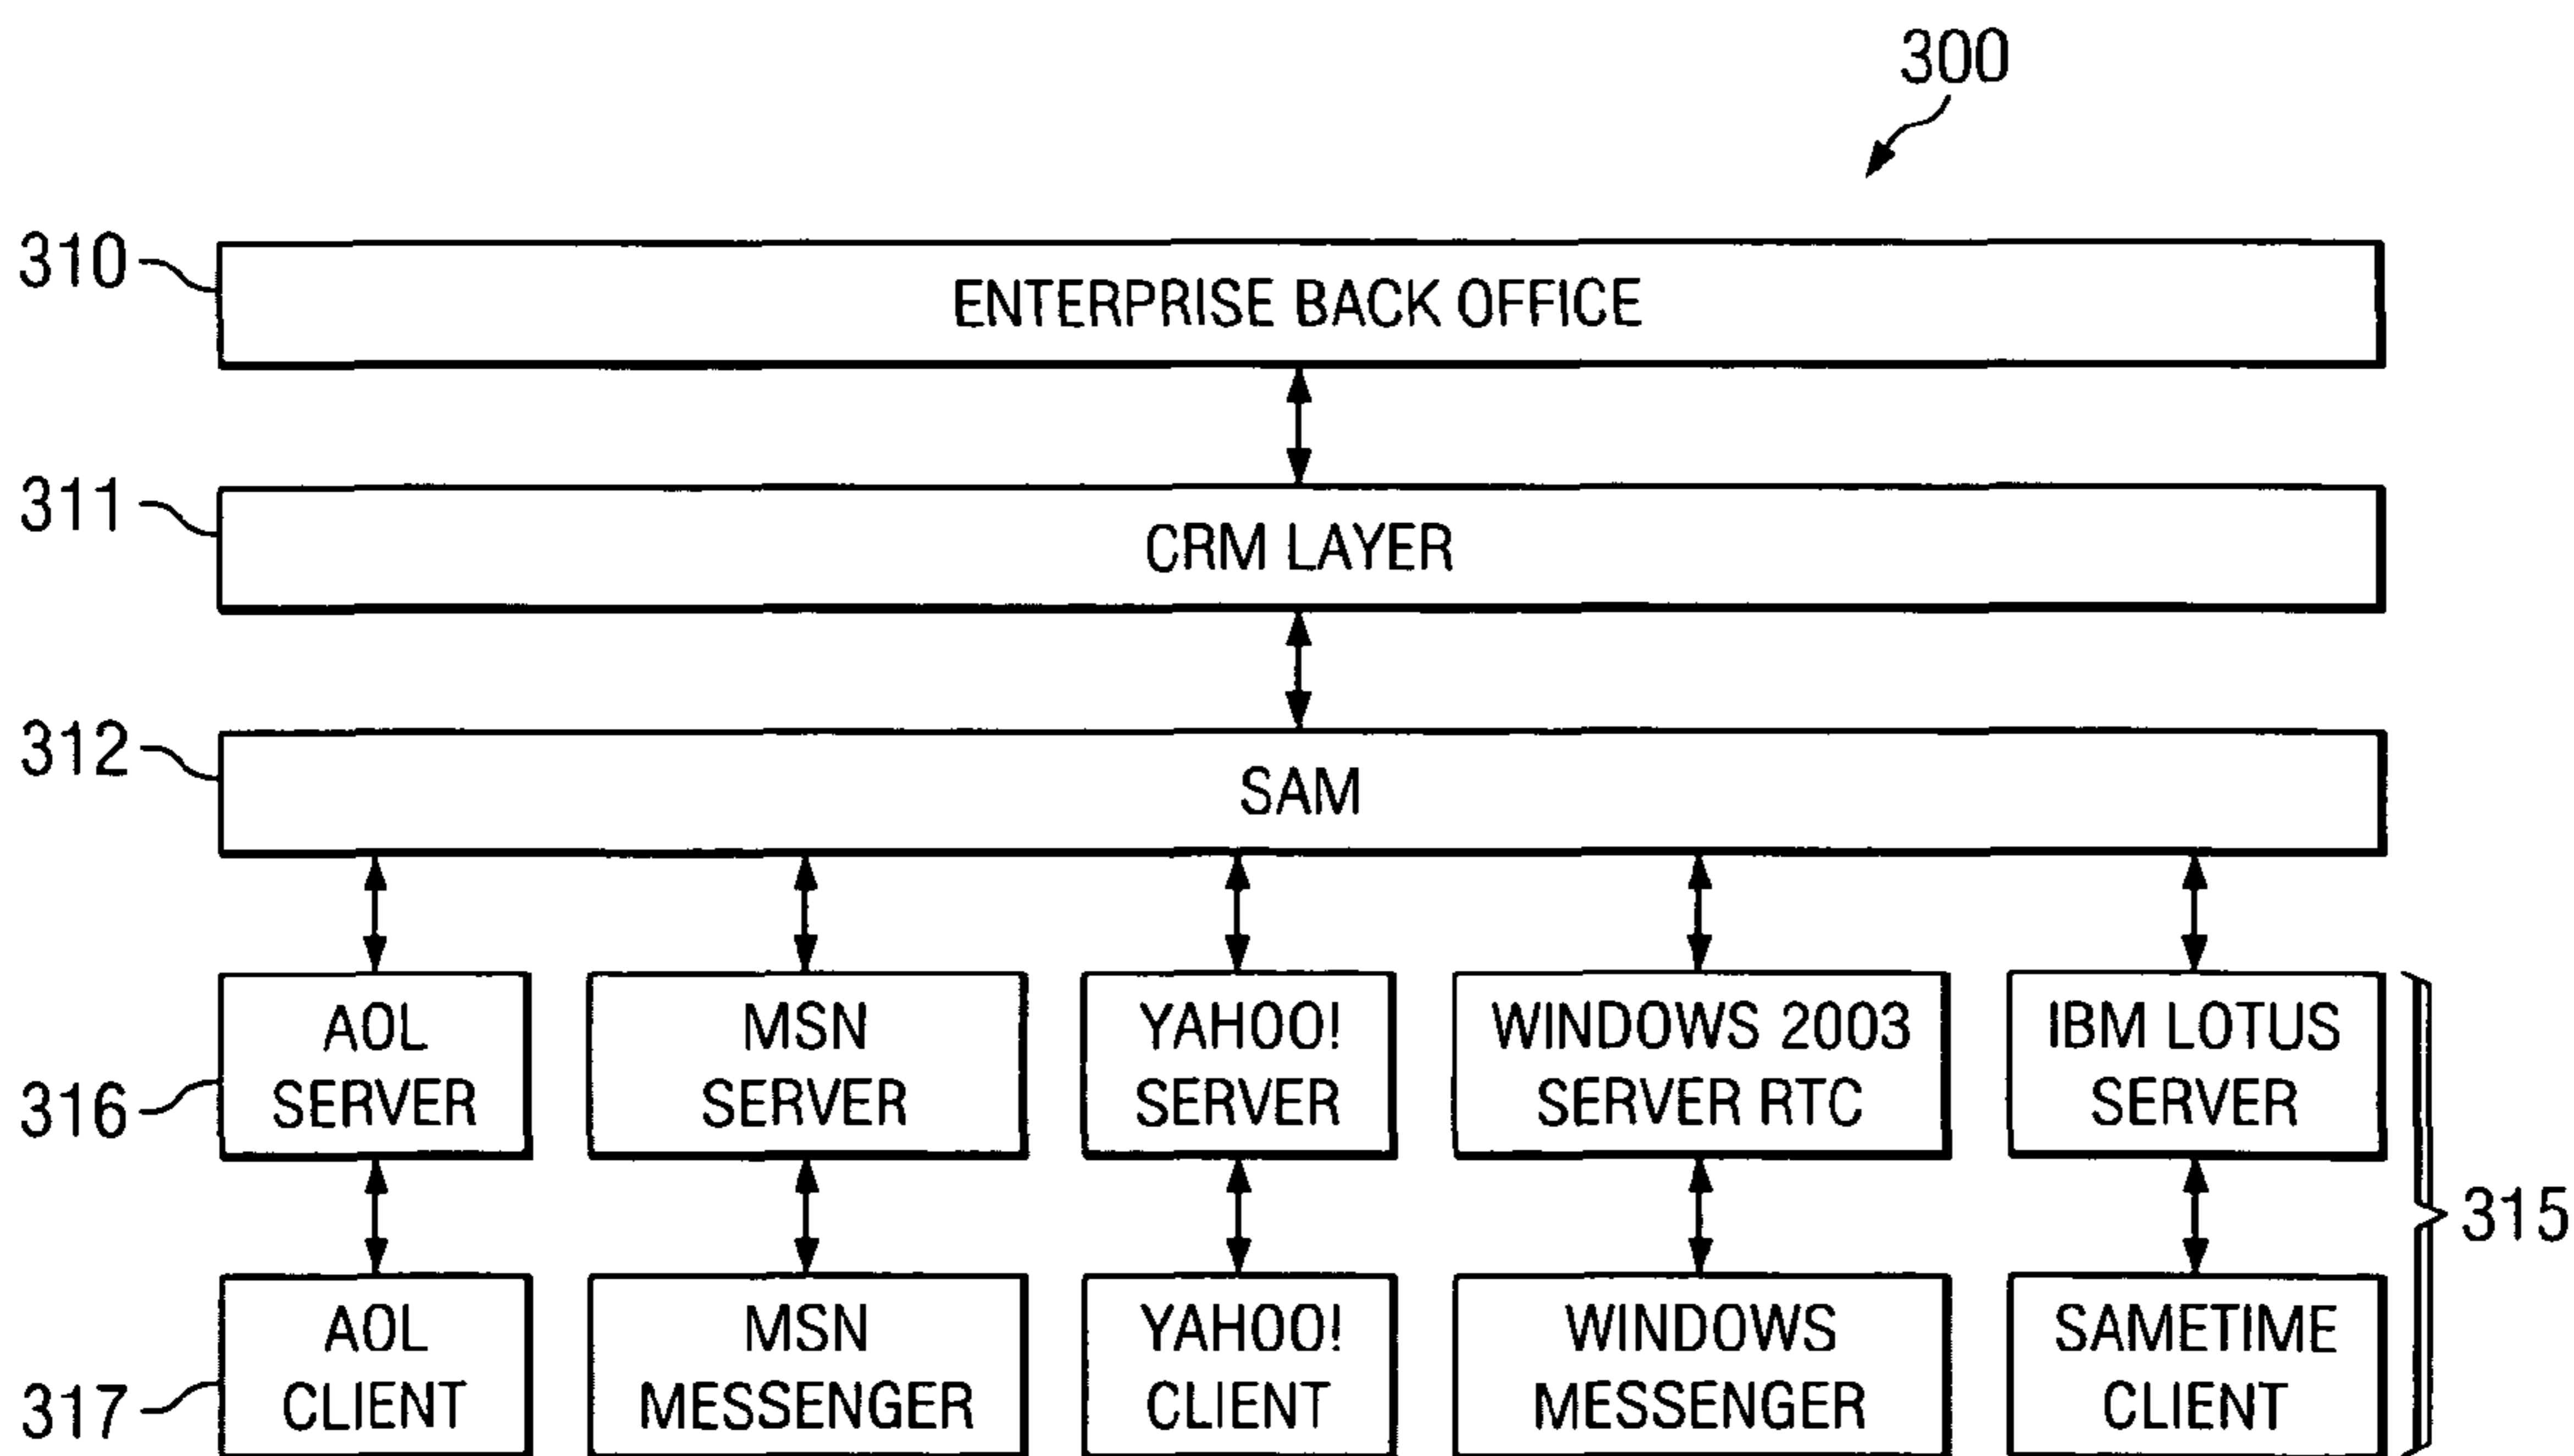 300
310
ENTERPRISE BACK OFFICE
311
CRM LAYER
312
SAM
AOL
SERVER
MSN
SERVER
YAHOO!
SERVER
WINDOWS 2003
SERVER RTC
IBM LOTUS
SERVER
316
315
AOL
CLIENT
MSN
MESSENGER
YAHOO!
CLIENT
WINDOWS
MESSENGER
SAMETIME
CLIENT
317